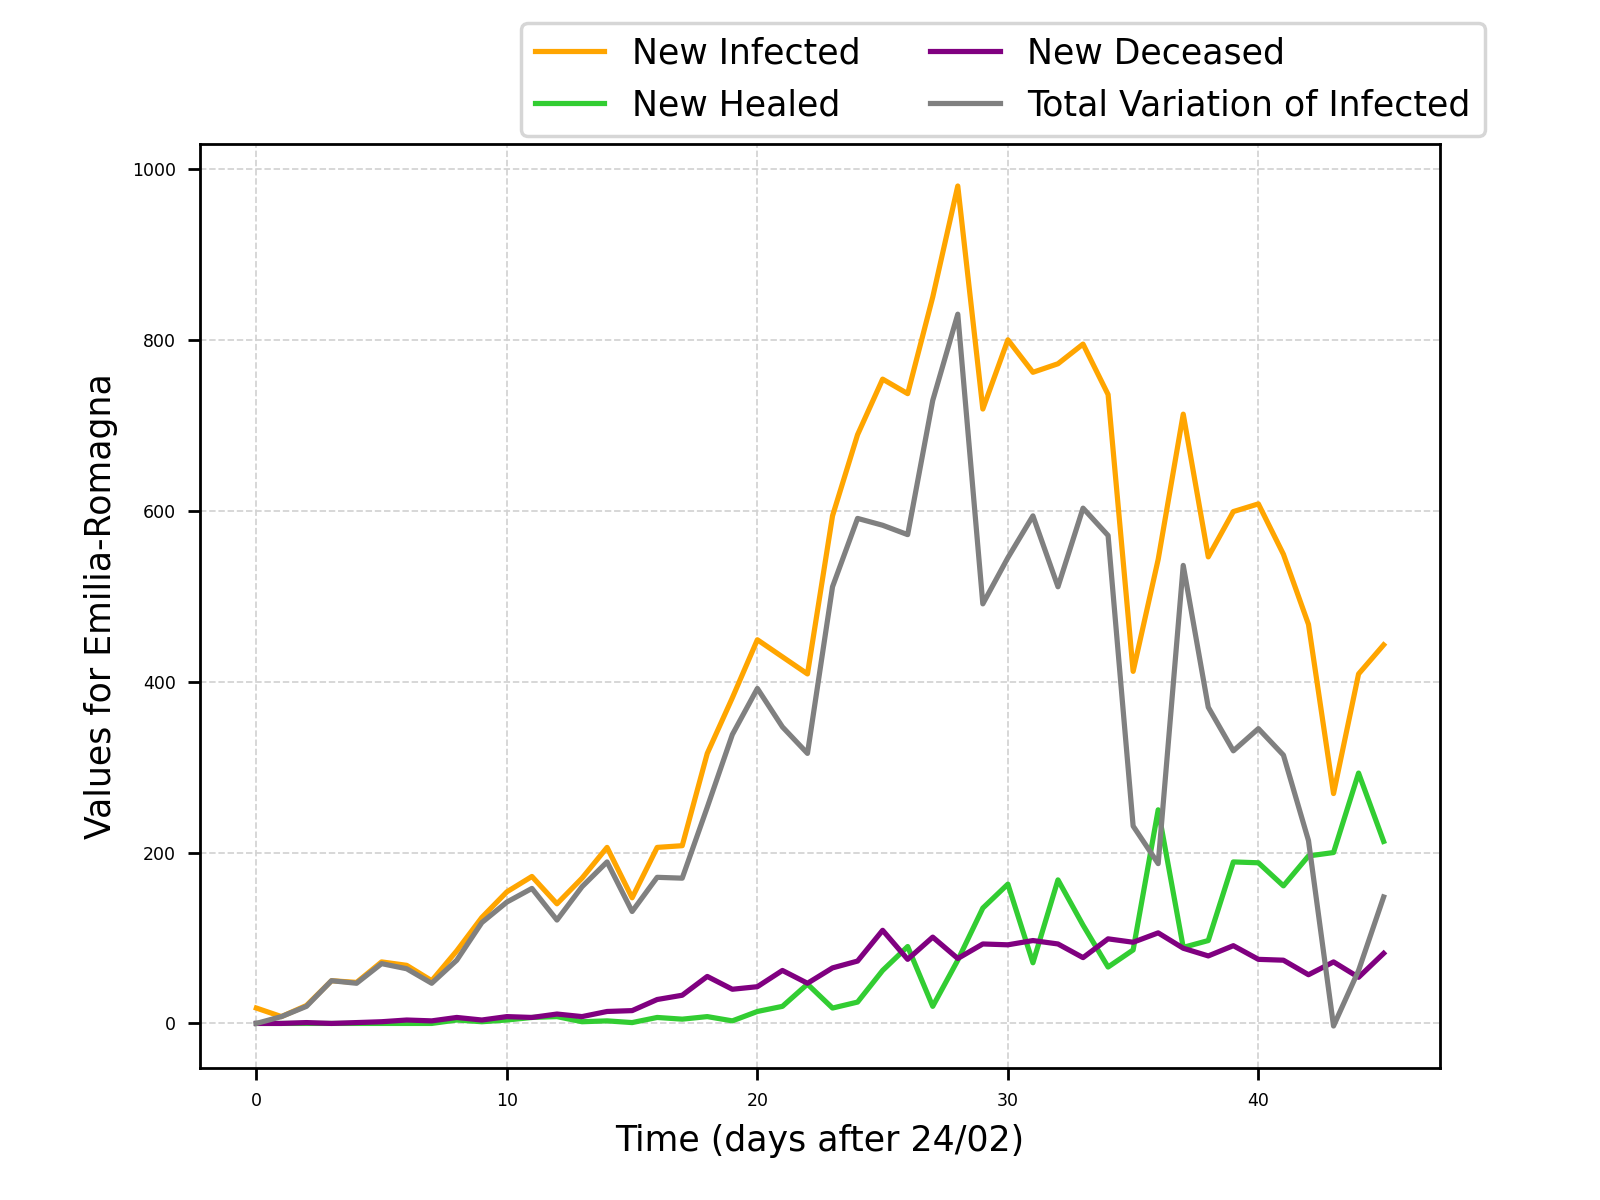 New Infected
New Healed
New Deceased
Total Variation of Infected
1000
800
600
400
200
0
Values for Emilia-Romagna
0 10 20 30 40
Time (days after 24/02)